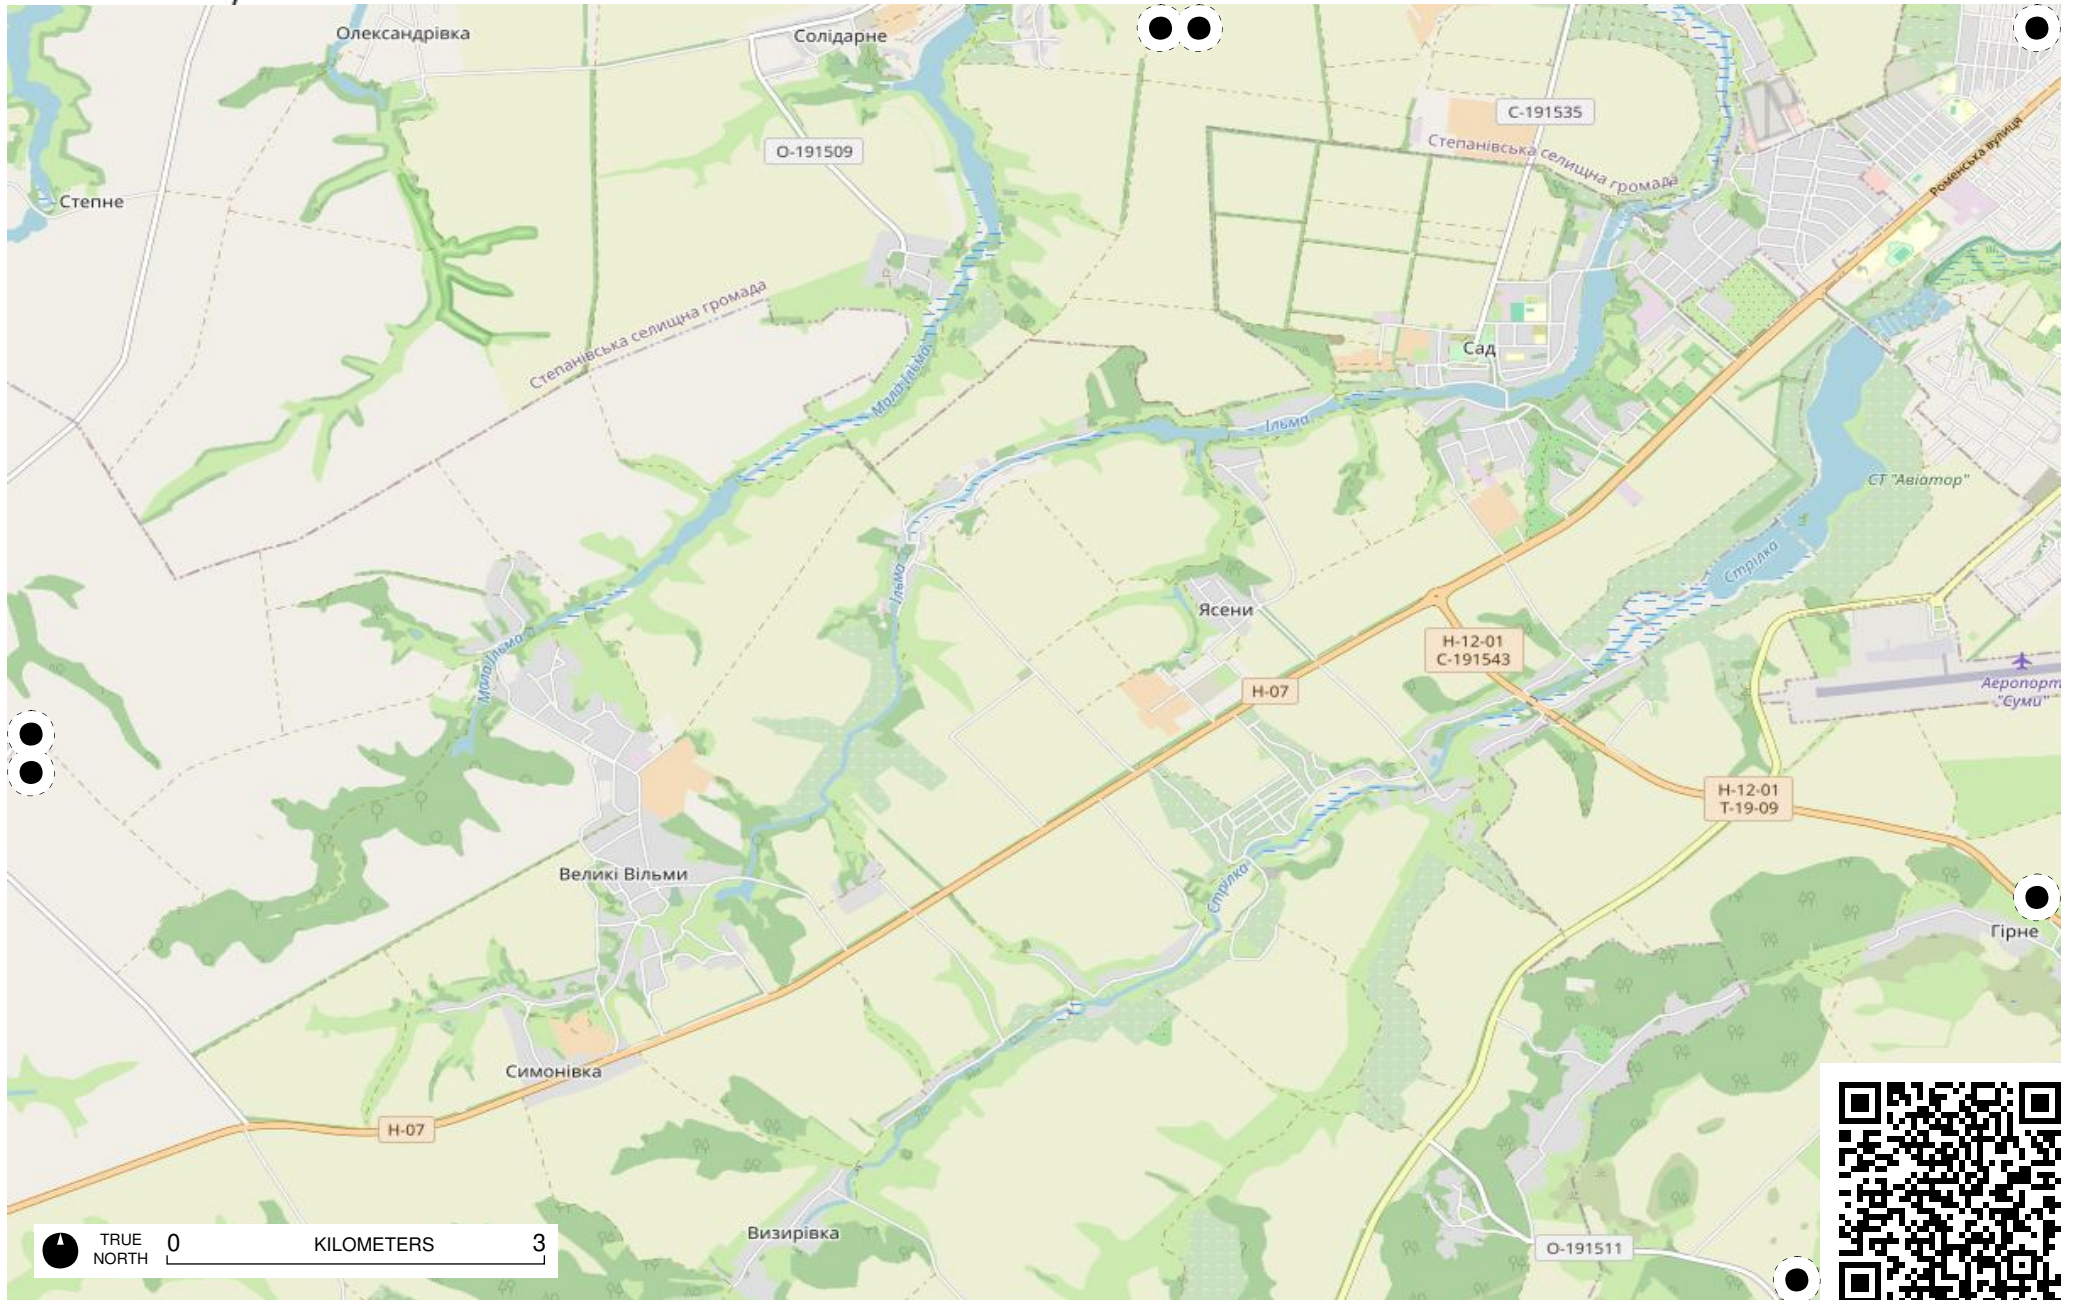 Олександрівка
Солідарне
С-191535
О-191509
Степанівська селищна громада
Роменська вулиця
Степне
Степанівська селищна громада
Сад
Мала Ільма
Ільма
СТ "Авіатор"
Стрілка
Ільма
Ясени
Мала Ільма
Н-12-01
С-191543
Н-07
Аеропорт
"Суми"
Н-12-01
Т-19-09
Великі Вільми
Стрілка
Гірне
Симонівка
Н-07
Визирівка
О-191511
TRUE
NORTH
0 KILOMETERS 3